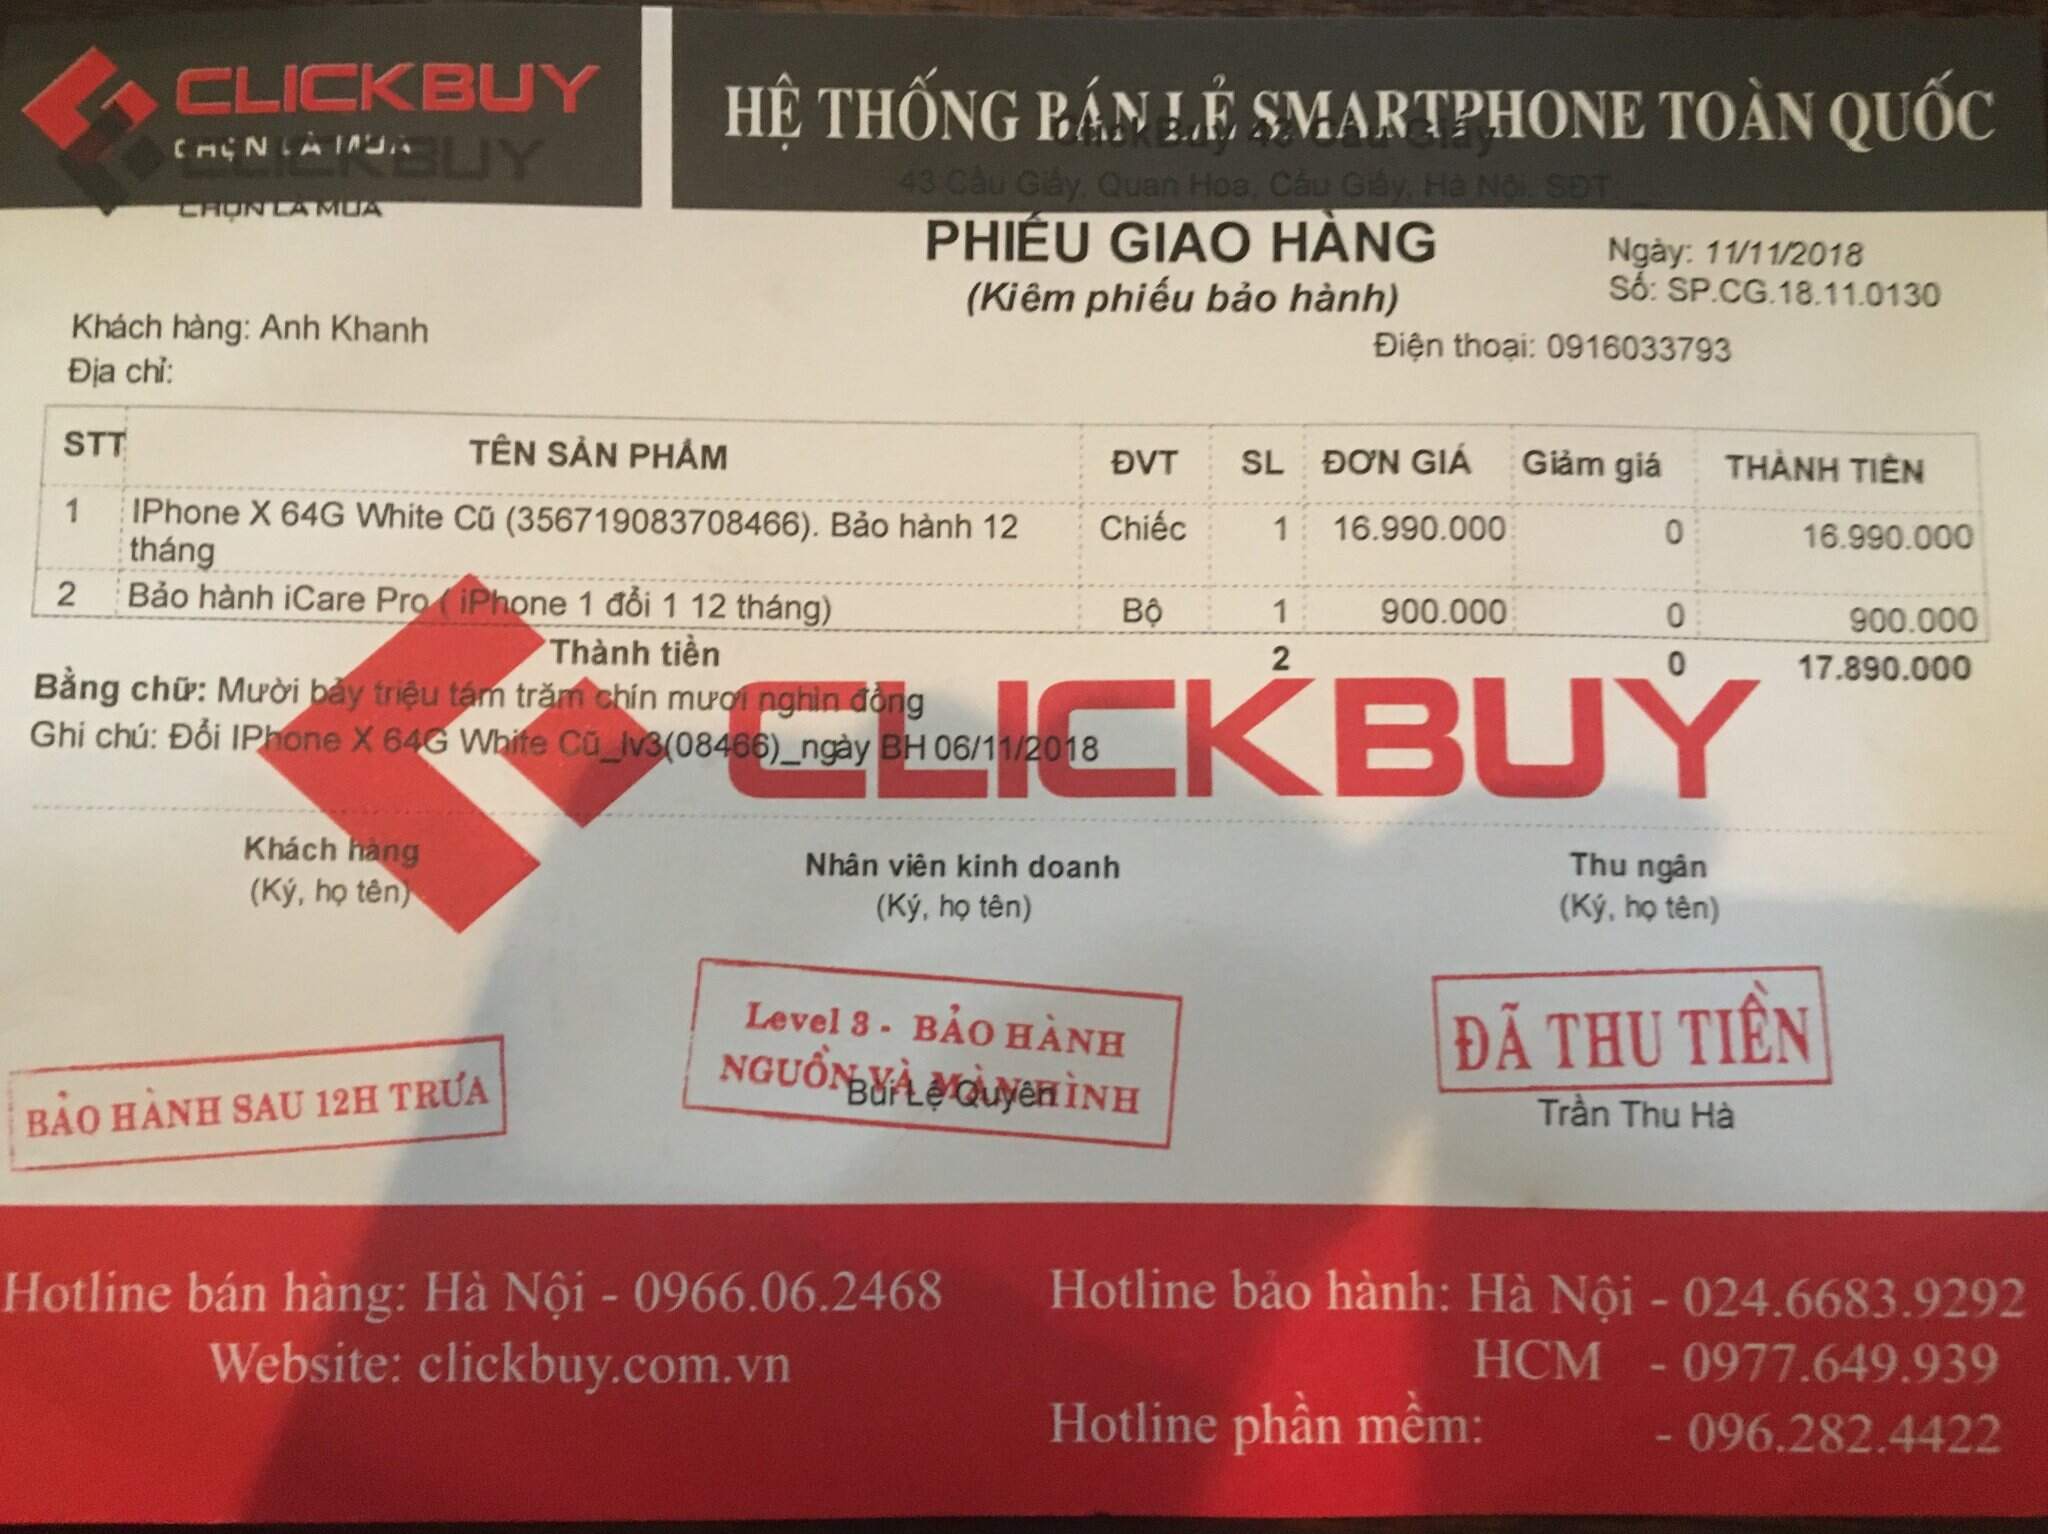 CLICKBUY
CHỌN LÀ MUA
HỆ THỐNG BÁN LẺ SMARTPHONE TOÀN QUỐC
CLICKBUY
CHỌN LÀ MUA
ClickBuy 43 Cầu Giấy
43 Cầu Giấy, Quan Hoa, Cầu Giấy, Hà Nội. SĐT
PHIẾU GIAO HÀNG
(Kiêm phiếu bảo hành)
Ngày: 11/11/2018
Số: SP.CG.18.11.0130
Khách hàng: Anh Khanh
Điện thoại: 0916033793
Địa chỉ:
STT TÊN SẢN PHẨM ĐVT SL ĐƠN GIÁ Giảm giá THÀNH TIỀN
1 IPhone X 64G White Cũ (356719083708466). Bảo hành 12 Chiếc 1 16.990.000 0 16.990.000
tháng
2 Bảo hành iCare Pro ( iPhone 1 đổi 1 12 tháng) Bộ 1 900.000 0 900.000
Thành tiền 2 0 17.890.000
Bằng chữ: Mười bảy triệu tám trăm chín mươi nghìn đồng
Ghi chú: Đổi IPhone X 64G White Cũ_lv3(08466)_ngày BH 06/11/2018
CLICKBUY
Khách hàng Nhân viên kinh doanh Thu ngân
(Ký, họ tên) (Ký, họ tên) (Ký, họ tên)
BẢO HÀNH SAU 12H TRƯA
Level 3 - BẢO HÀNH
NGUỒN VÀ MÀN HÌNH
Bùi Lệ Quyên
ĐÃ THU TIỀN
Trần Thu Hà
Hotline bán hàng: Hà Nội - 0966.06.2468
Website: clickbuy.com.vn
Hotline bảo hành: Hà Nội - 024.6683.9292
HCM - 0977.649.939
Hotline phần mềm: - 096.282.4422